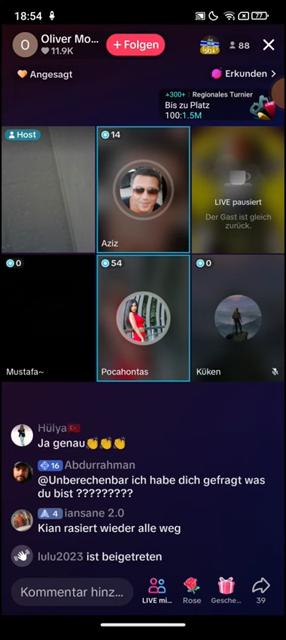 18:54
77
O
Oliver Mo...
11.9K
+ Folgen
88
Angesagt
Erkunden >
+300+ Regionales Turnier
Bis zu Platz
100:1.5M
Host
14
Aziz
LIVE pausiert
Der Gast ist gleich
zurück.
0
Mustafa~
54
Pocahontas
0
Küken
Hülya🇹🇷
Ja genau👏👏👏
16 Abdurrahman
@Unberechenbar ich habe dich gefragt was
du bist ?????????
4 iansane 2.0
Kian rasiert wieder alle weg
lulu2023 ist beigetreten
Kommentar hinz...
LIVE mi...
Rose
Gesche...
39